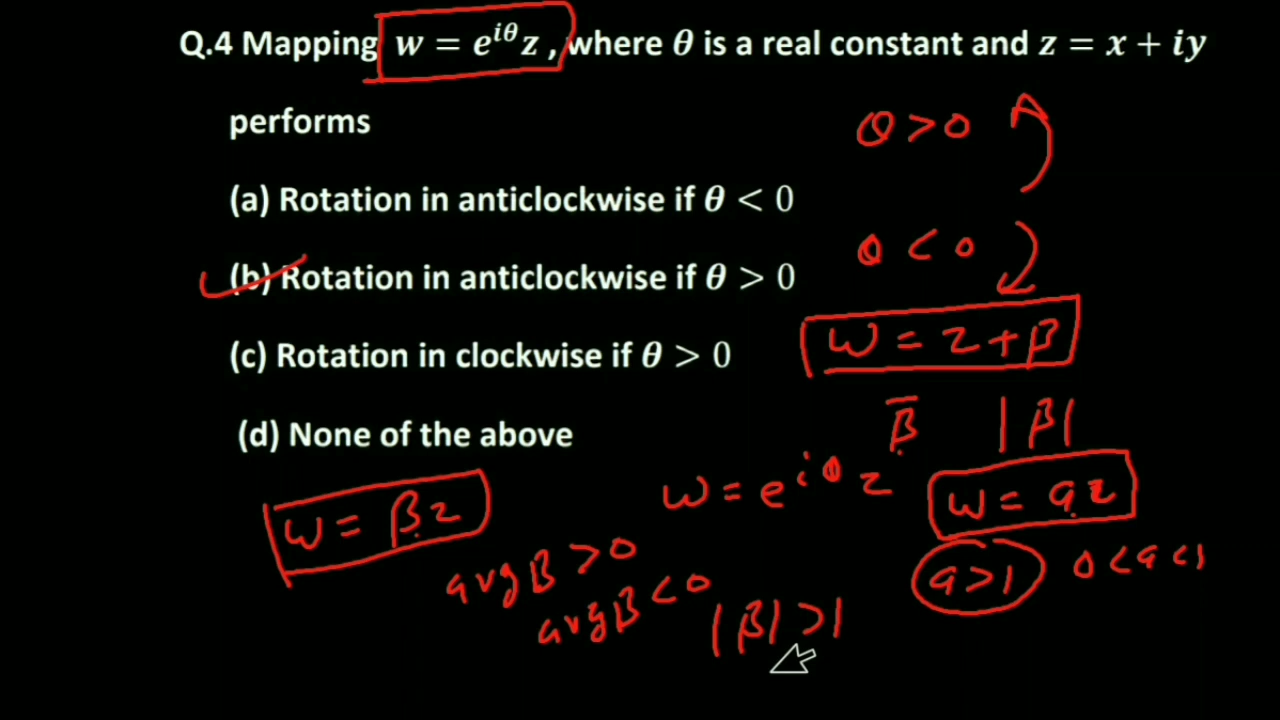 Q.4 Mapping w = e^{iθ}z , where θ is a real constant and z = x + iy
performs
θ > 0
(a) Rotation in anticlockwise if θ < 0
θ < 0
(b) Rotation in anticlockwise if θ > 0
w = z + β
(c) Rotation in clockwise if θ > 0
β̅ |β|
(d) None of the above
w = e^{iθ} z
w = az
w = βz
a > 1 0 < a < 1
arg β > 0
arg β < 0
|β| > 1